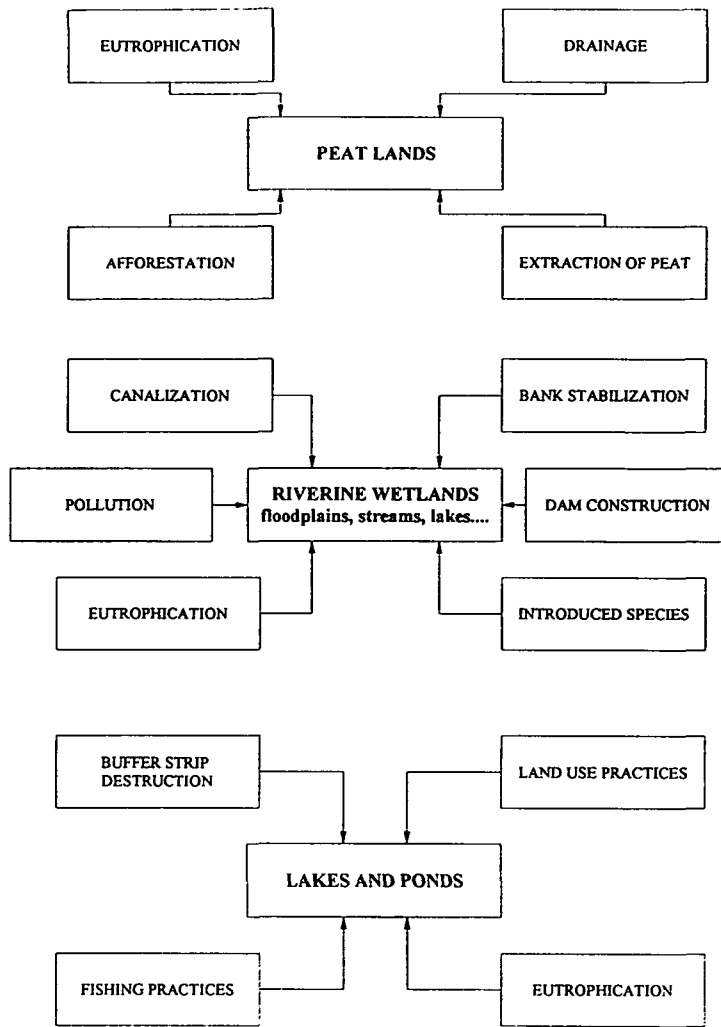 EUTROPHICATION
DRAINAGE
PEAT LANDS
AFFORESTATION
EXTRACTION OF PEAT
CANALIZATION
BANK STABILIZATION
POLLUTION
RIVERINE WETLANDS
floodplains, streams, lakes....
DAM CONSTRUCTION
EUTROPHICATION
INTRODUCED SPECIES
BUFFER STRIP
DESTRUCTION
LAND USE PRACTICES
LAKES AND PONDS
FISHING PRACTICES
EUTROPHICATION